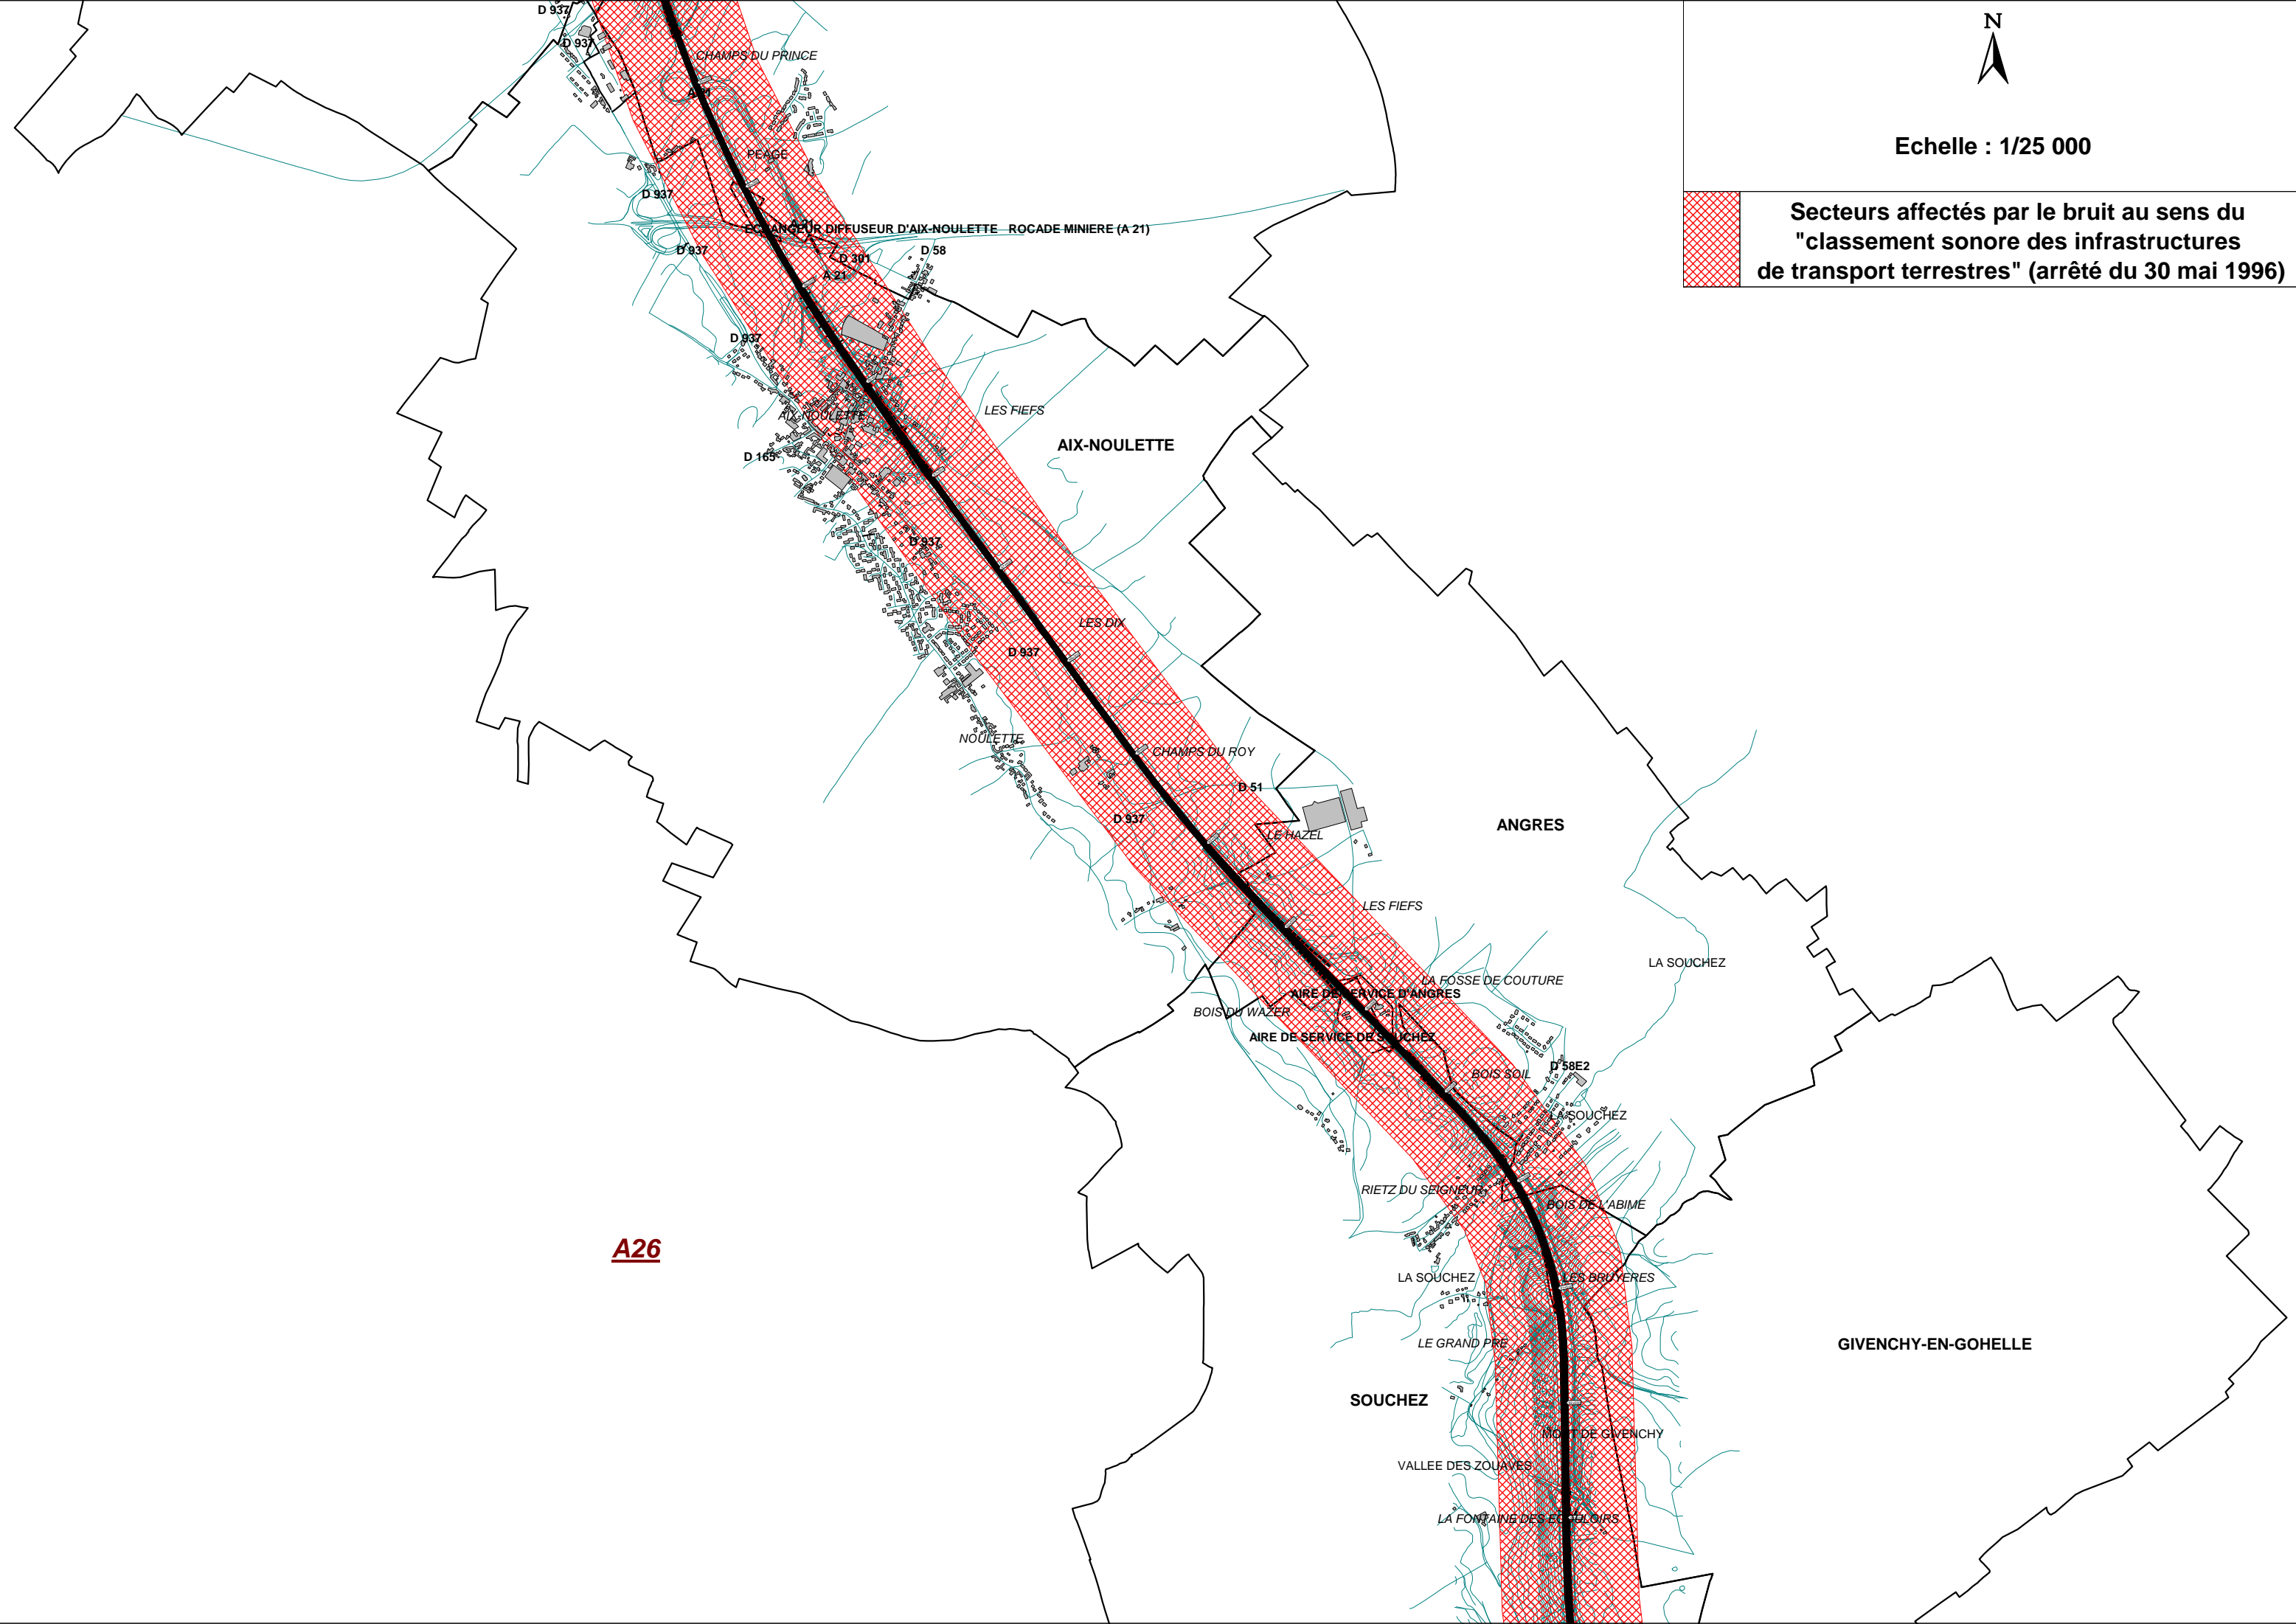 D 937
N
D 937
CHAMPS DU PRINCE
Echelle : 1/25 000
PEAGE
D 937
Secteurs affectés par le bruit au sens du
"classement sonore des infrastructures
de transport terrestres" (arrêté du 30 mai 1996)
A 21
ECHANGEUR DIFFUSEUR D'AIX-NOULETTE ROCADE MINIERE (A 21)
D 937
D 301
D 58
A 21
D 937
LES FIEFS
AIX-NOULETTE
AIX-NOULETTE
D 165
D 937
LES DIX
D 937
NOULETTE
CHAMPS DU ROY
D 51
D 937
LE HAZEL
ANGRES
LES FIEFS
LA SOUCHEZ
LA FOSSE DE COUTURE
AIRE DE SERVICE D'ANGRES
BOIS DU WAZER
AIRE DE SERVICE DE SOUCHEZ
D 58E2
BOIS SOIL
LA SOUCHEZ
RIETZ DU SEIGNEUR
BOIS DE L'ABIME
A26
LA SOUCHEZ
LES BRUYERES
LE GRAND PRE
GIVENCHY-EN-GOHELLE
SOUCHEZ
MONT DE GIVENCHY
VALLEE DES ZOUAVES
LA FONTAINE DES ECOULOIRS